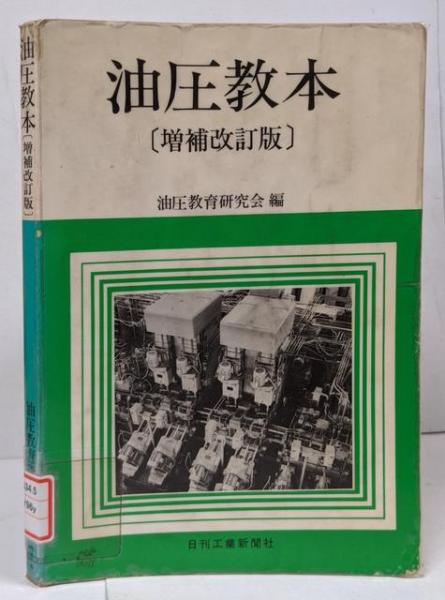 油圧教本
〔増補改訂版〕
油圧教育研究会 編
日刊工業新聞社
油圧教本〔増補改訂版〕
油圧教育